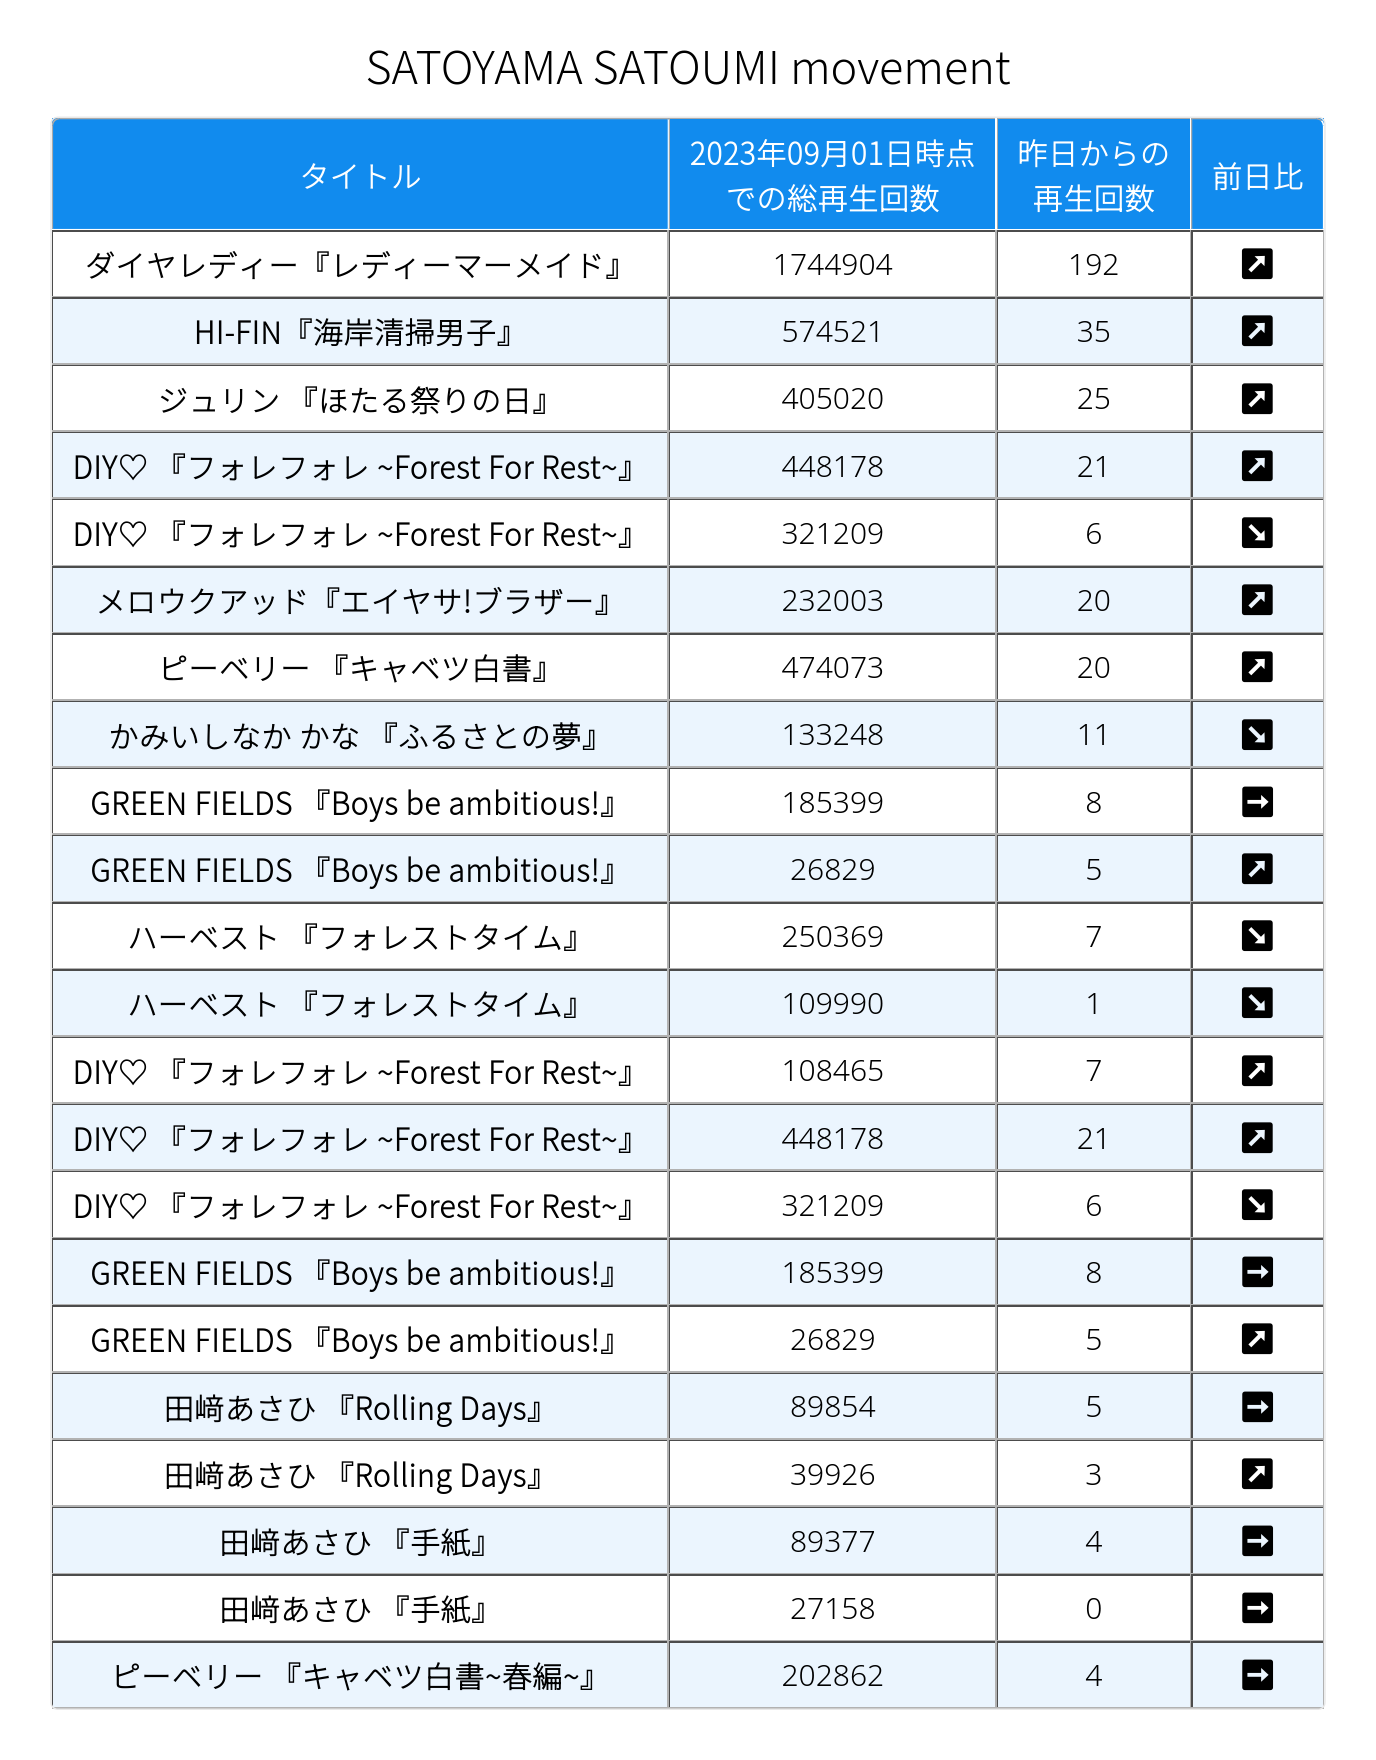 SATOYAMA SATOUMI movement
タイトル 2023年09月01日時点での総再生回数 昨日からの再生回数 前日比
ダイヤレディー『レディーマーメイド』 1744904 192 ↗
HI-FIN『海岸清掃男子』 574521 35 ↗
ジュリン 『ほたる祭りの日』 405020 25 ↗
DIY♡ 『フォレフォレ ~Forest For Rest~』 448178 21 ↗
DIY♡ 『フォレフォレ ~Forest For Rest~』 321209 6 ↘
メロウクアッド『エイヤサ!ブラザー』 232003 20 ↗
ピーベリー 『キャベツ白書』 474073 20 ↗
かみいしなか かな 『ふるさとの夢』 133248 11 ↘
GREEN FIELDS 『Boys be ambitious!』 185399 8 →
GREEN FIELDS 『Boys be ambitious!』 26829 5 ↗
ハーベスト 『フォレストタイム』 250369 7 ↘
ハーベスト 『フォレストタイム』 109990 1 ↘
DIY♡ 『フォレフォレ ~Forest For Rest~』 108465 7 ↗
DIY♡ 『フォレフォレ ~Forest For Rest~』 448178 21 ↗
DIY♡ 『フォレフォレ ~Forest For Rest~』 321209 6 ↘
GREEN FIELDS 『Boys be ambitious!』 185399 8 →
GREEN FIELDS 『Boys be ambitious!』 26829 5 ↗
田﨑あさひ 『Rolling Days』 89854 5 →
田﨑あさひ 『Rolling Days』 39926 3 ↗
田﨑あさひ 『手紙』 89377 4 →
田﨑あさひ 『手紙』 27158 0 →
ピーベリー 『キャベツ白書~春編~』 202862 4 →